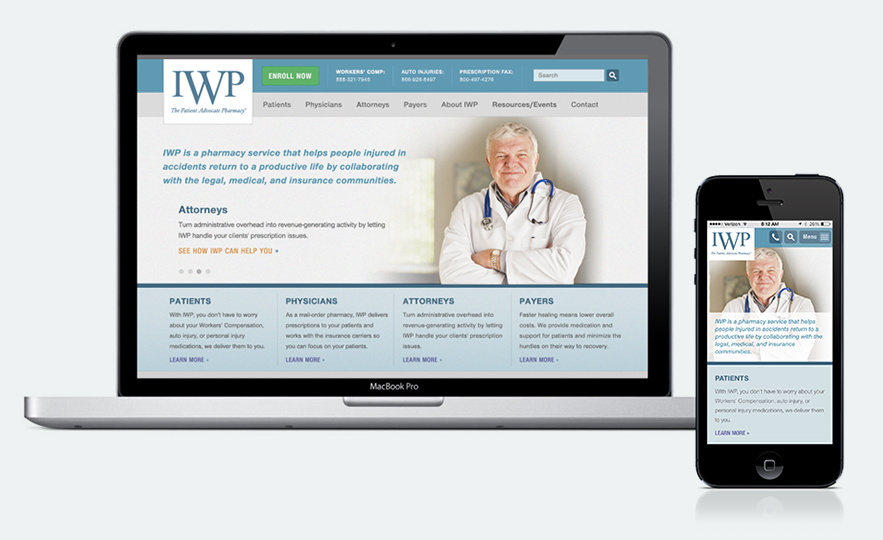 IWP
The Patient Advocate Pharmacy®
ENROLL NOW
WORKERS' COMP:
888-321-7945
AUTO INJURIES:
866-928-8497
PRESCRIPTION FAX:
800-497-4276
Search
Patients Physicians Attorneys Payers About IWP Resources/Events Contact
IWP is a pharmacy service that helps people injured in
accidents return to a productive life by collaborating
with the legal, medical, and insurance communities.
Attorneys
Turn administrative overhead into revenue-generating activity by letting
IWP handle your clients' prescription issues.
SEE HOW IWP CAN HELP YOU »
PATIENTS
With IWP, you don't have to worry
about your Workers' Compensation,
auto injury, or personal injury
medications, we deliver them to you.
LEARN MORE »
PHYSICIANS
As a mail-order pharmacy, IWP delivers
prescriptions to your patients and
works with the insurance carriers so
you can focus on your patients.
LEARN MORE »
ATTORNEYS
Turn administrative overhead into
revenue-generating activity by letting
IWP handle your clients' prescription
issues.
LEARN MORE »
PAYERS
Faster healing means lower overall
costs. We provide medication and
support for patients and minimize the
hurdles on their way to recovery.
LEARN MORE »
MacBook Pro
Verizon 8:12 AM 26%
IWP
The Patient Advocate Pharmacy®
Menu
IWP is a pharmacy service that helps
people injured in accidents return to a
productive life by collaborating with the
legal, medical, and insurance
communities.
PATIENTS
With IWP, you don't have to worry about your
Workers' Compensation, auto injury, or
personal injury medications, we deliver them
to you.
LEARN MORE »